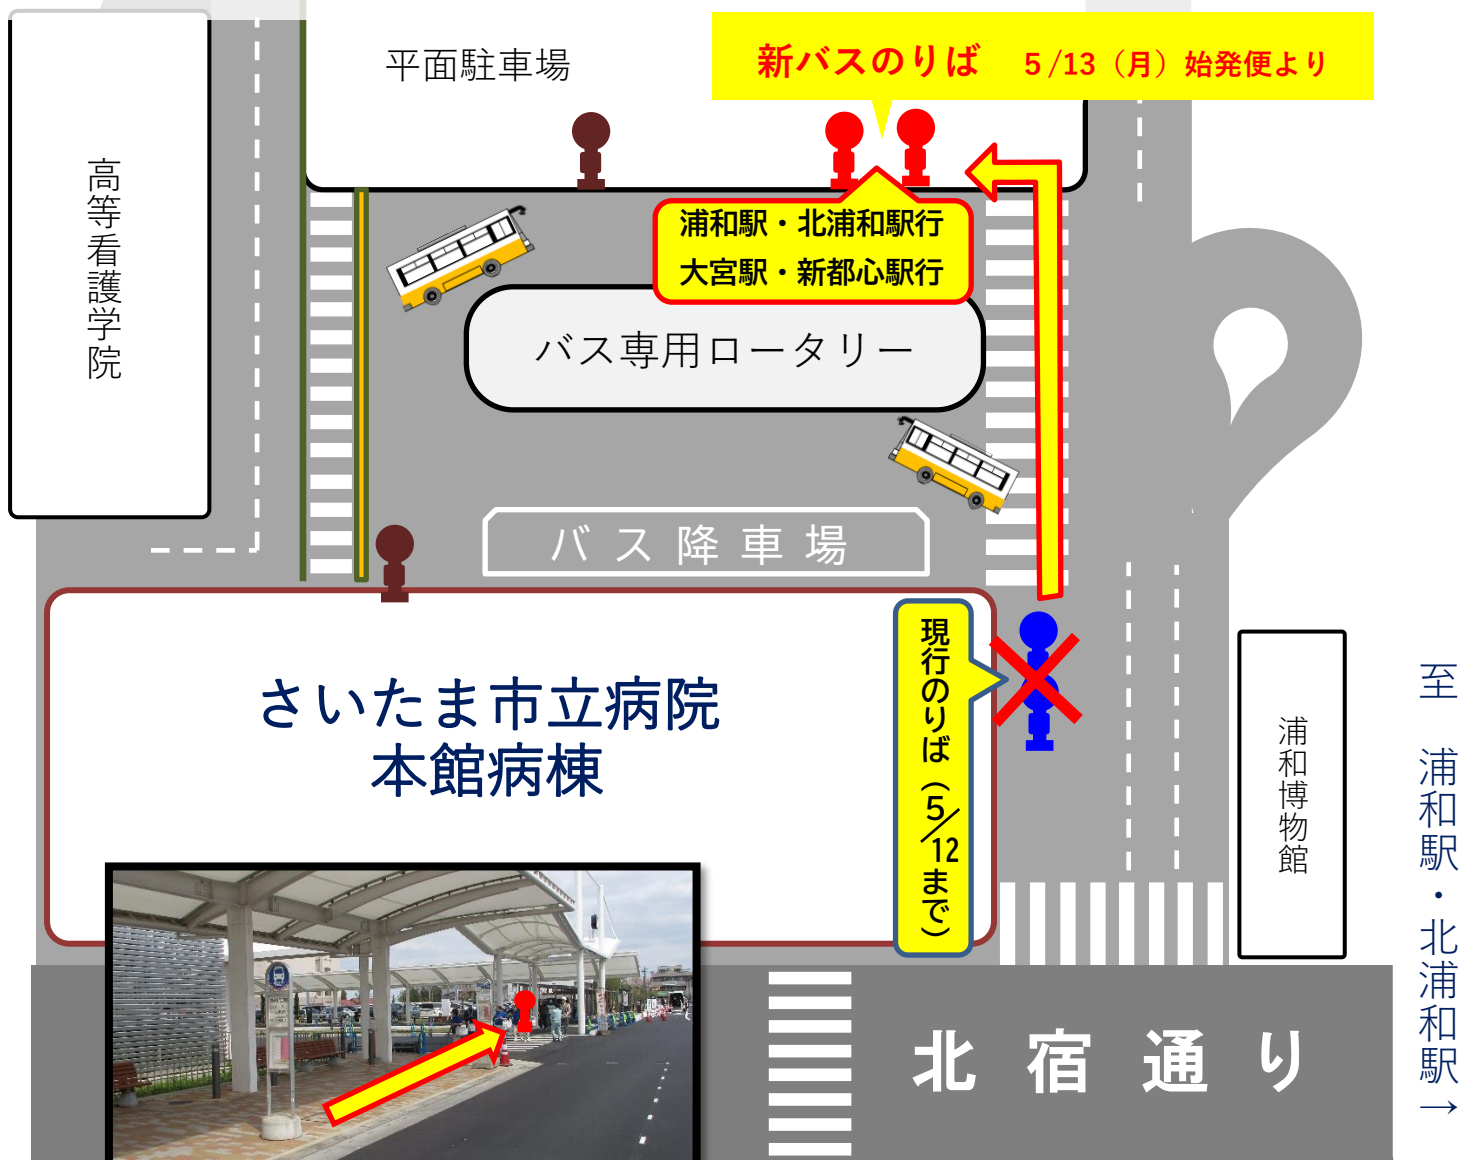 平面駐車場
新バスのりば 5/13（月）始発便より
高等看護学院
浦和駅・北浦和駅行
大宮駅・新都心駅行
バス専用ロータリー
バス降車場
現行のりば（5/12まで）
さいたま市立病院
本館病棟
浦和博物館
至 浦和駅・北浦和駅→
北宿通り